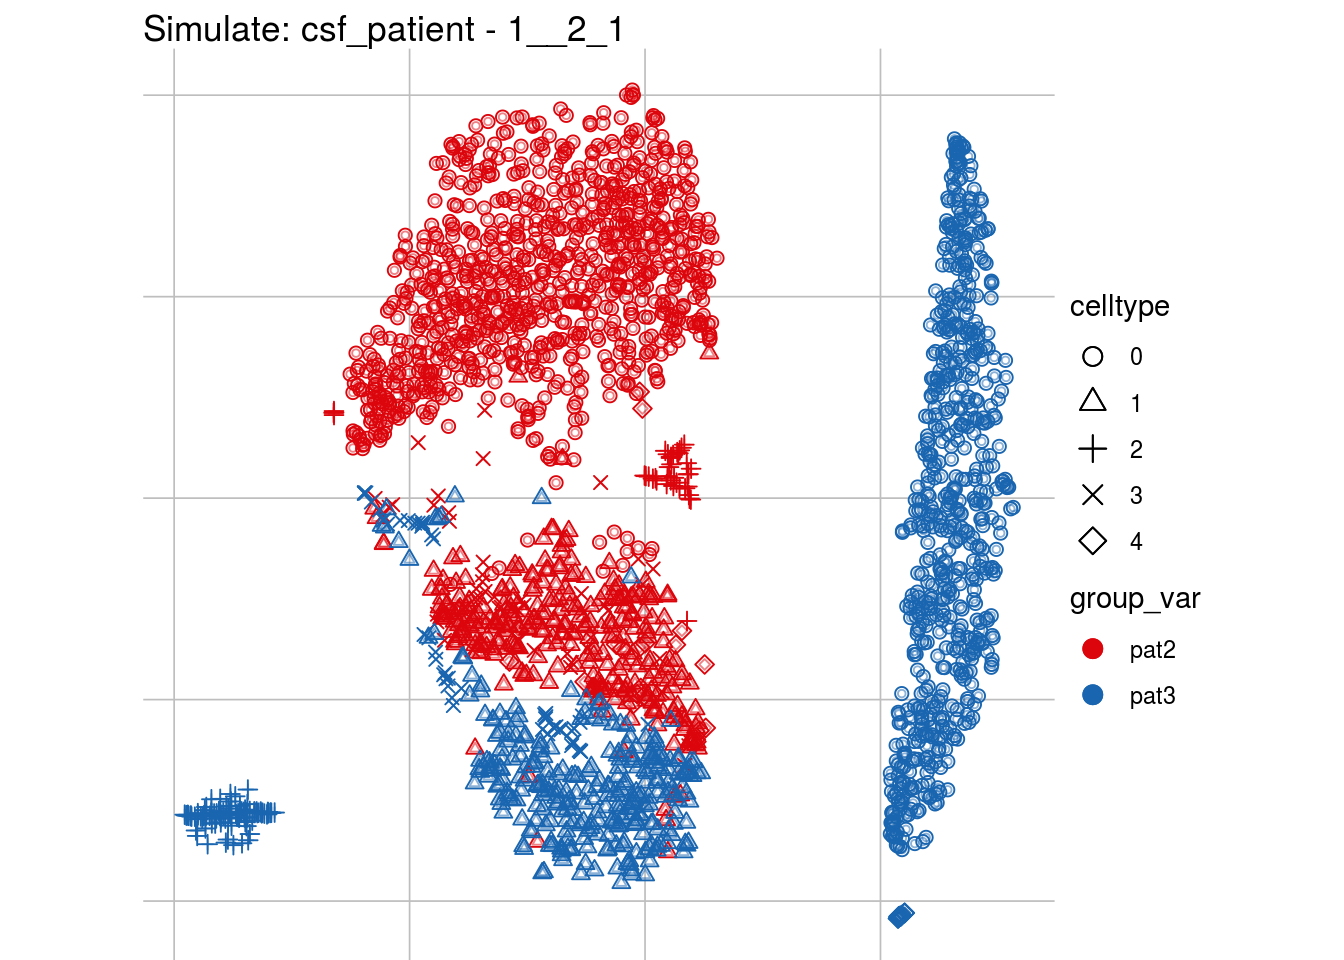 Simulate: csf_patient - 1__2_1
celltype
0
1
2
3
4
group_var
pat2
pat3